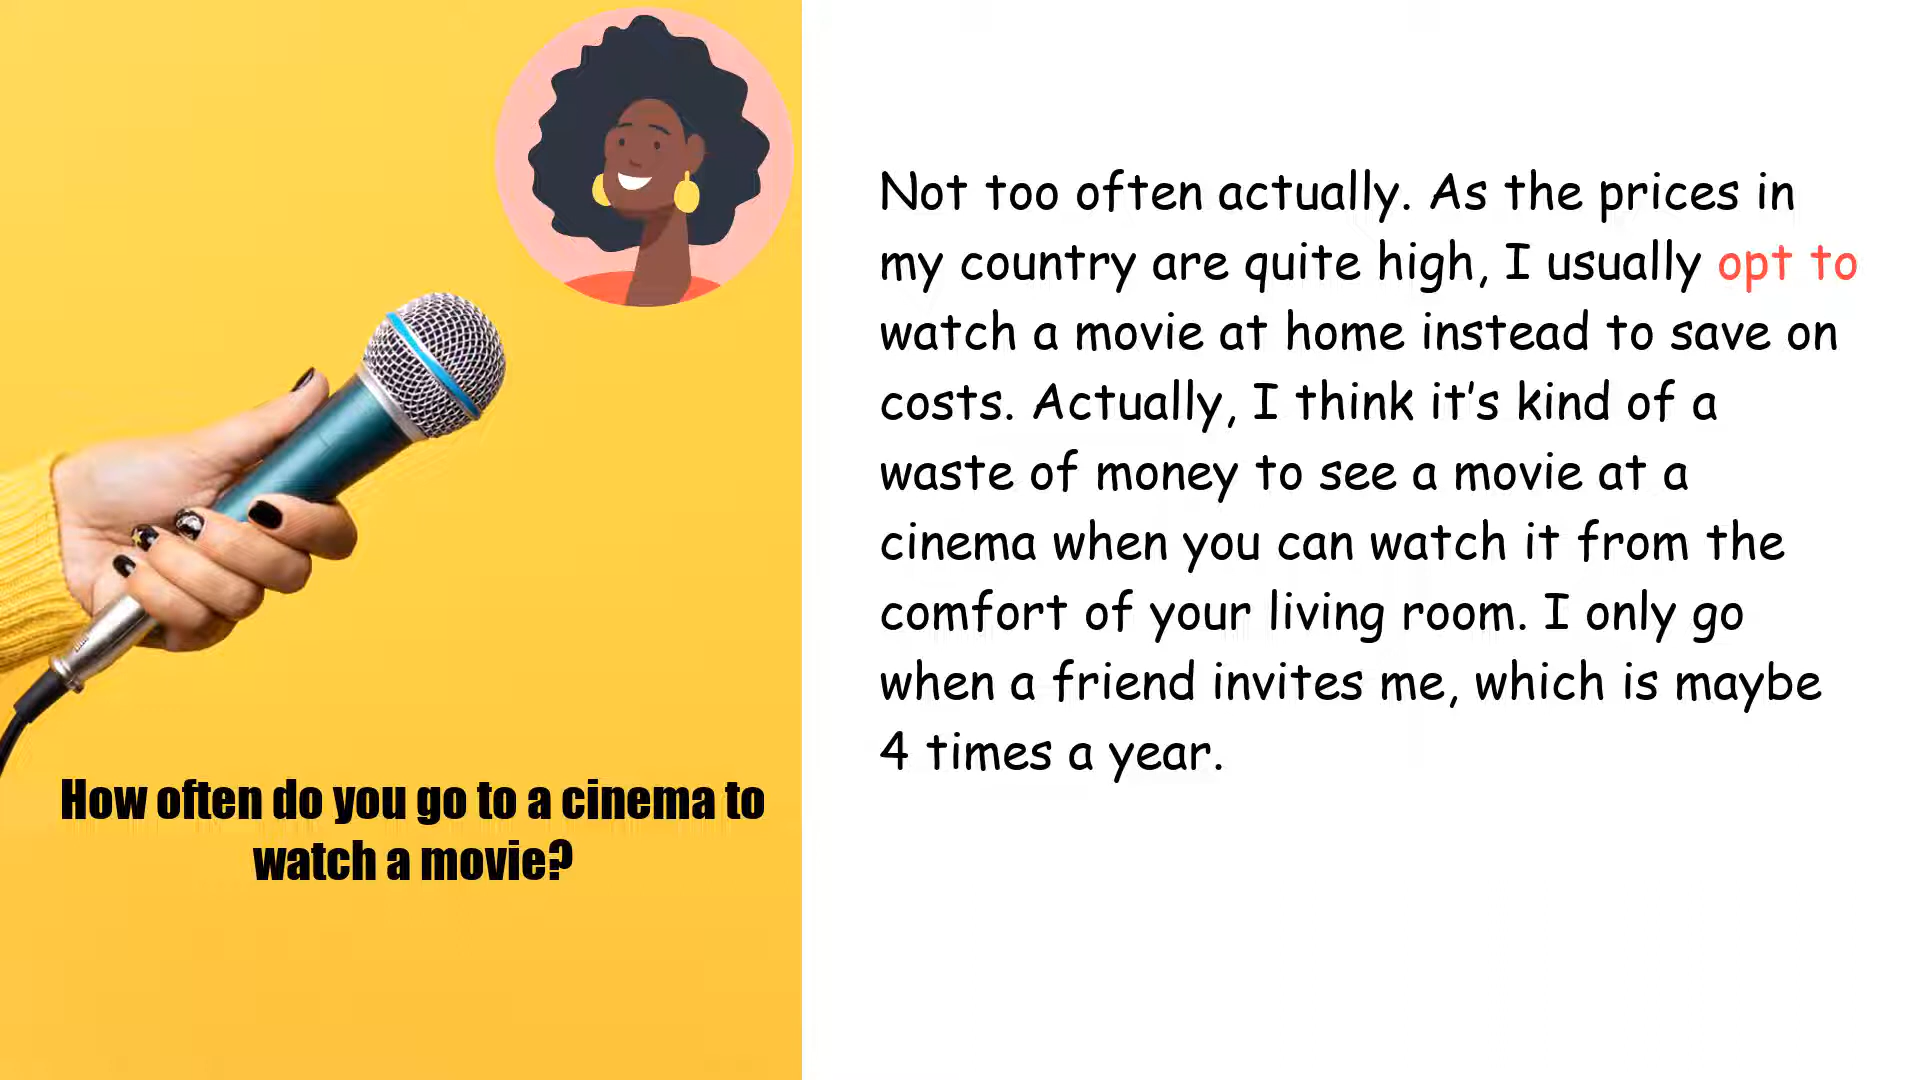 How often do you go to a cinema to
watch a movie?
Not too often actually. As the prices in
my country are quite high, I usually opt to
watch a movie at home instead to save on
costs. Actually, I think it’s kind of a
waste of money to see a movie at a
cinema when you can watch it from the
comfort of your living room. I only go
when a friend invites me, which is maybe
4 times a year.